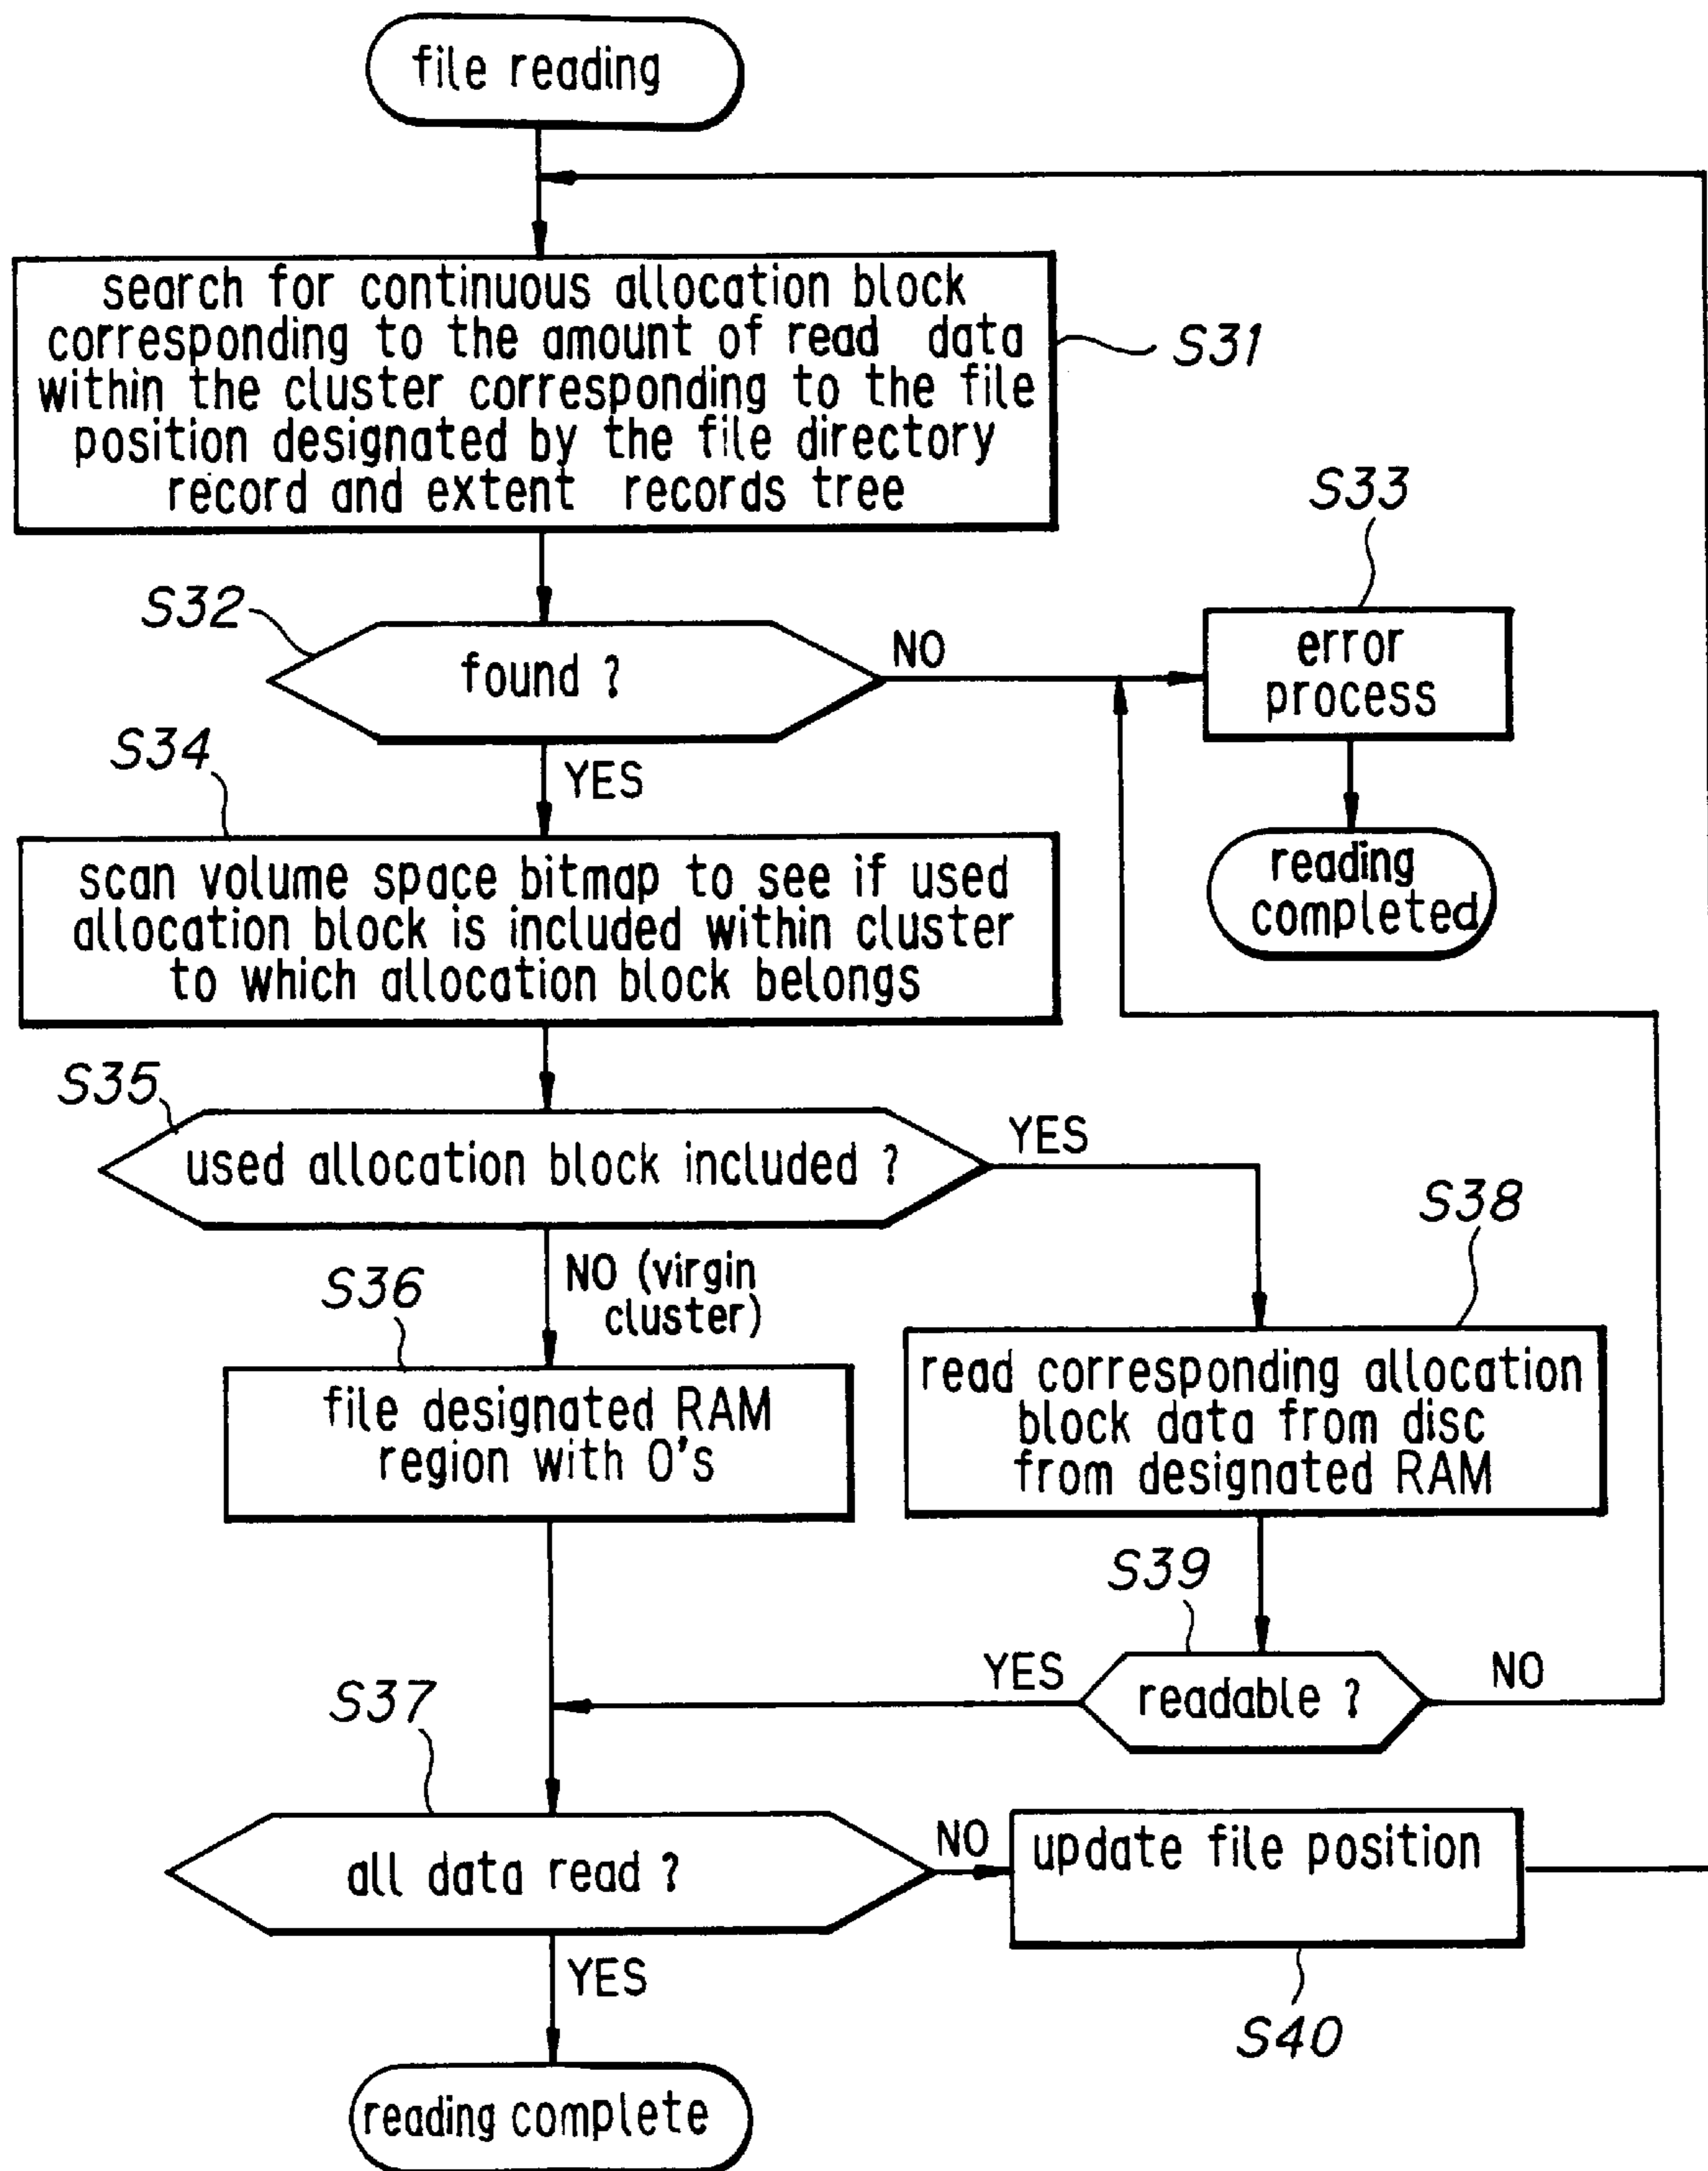 file reading
search for continuous allocation block
corresponding to the amount of read data
within the cluster corresponding to the file
position designated by the file directory
record and extent records tree
S31
S33
S32
found ?
NO
error
process
YES
S34
reading
completed
scan volume space bitmap to see if used
allocation block is included within cluster
to which allocation block belongs
S35
used allocation block included ?
YES
S38
NO (virgin
cluster)
S36
file designated RAM
region with 0's
read corresponding allocation
block data from disc
from designated RAM
S39
YES
readable ?
NO
S37
all data read ?
NO
update file position
YES
S40
reading complete